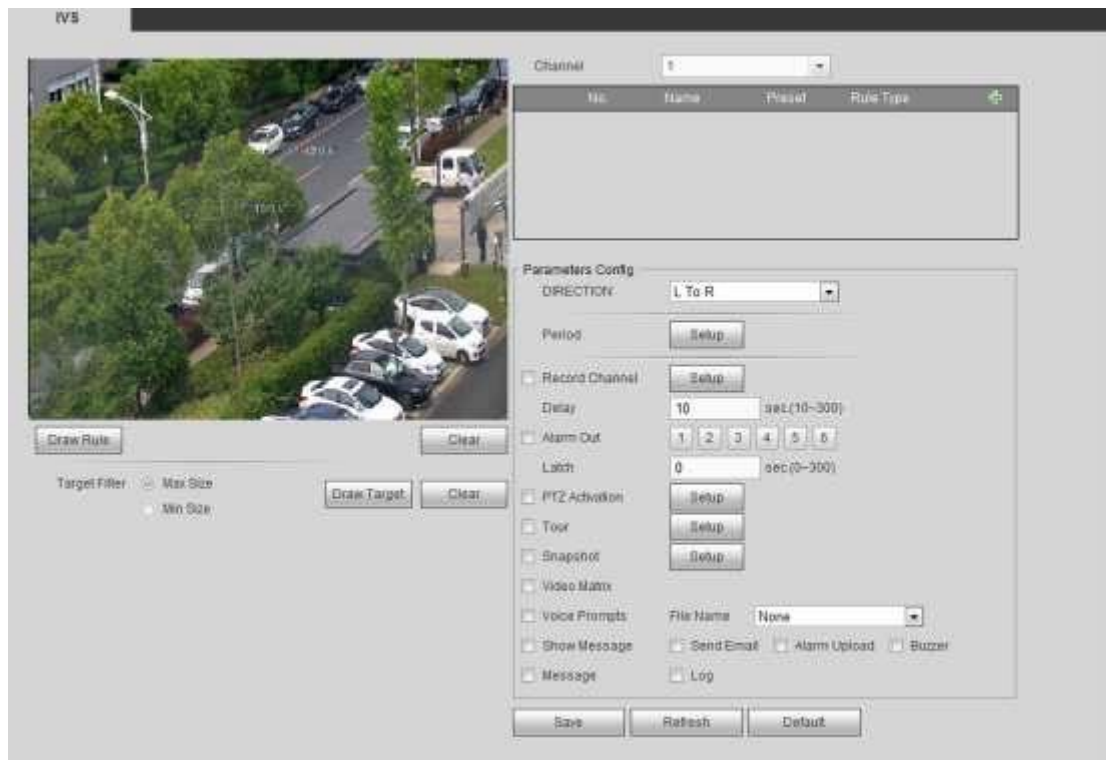 IVS
Channel 1
No. Name Preset Rule Type
Parameters Config
DIRECTION L To R
Period Setup
Record Channel Setup
Delay 10 sec.(10~300)
Draw Rule Clear
Alarm Out 1 2 3 4 5 6
Latch 0 sec.(0~300)
Target Filter Max Size
Min Size
Draw Target Clear
PTZ Activation Setup
Tour Setup
Snapshot Setup
Video Matrix
Voice Prompts File Name None
Show Message Send Email Alarm Upload Buzzer
Message Log
Save Refresh Default